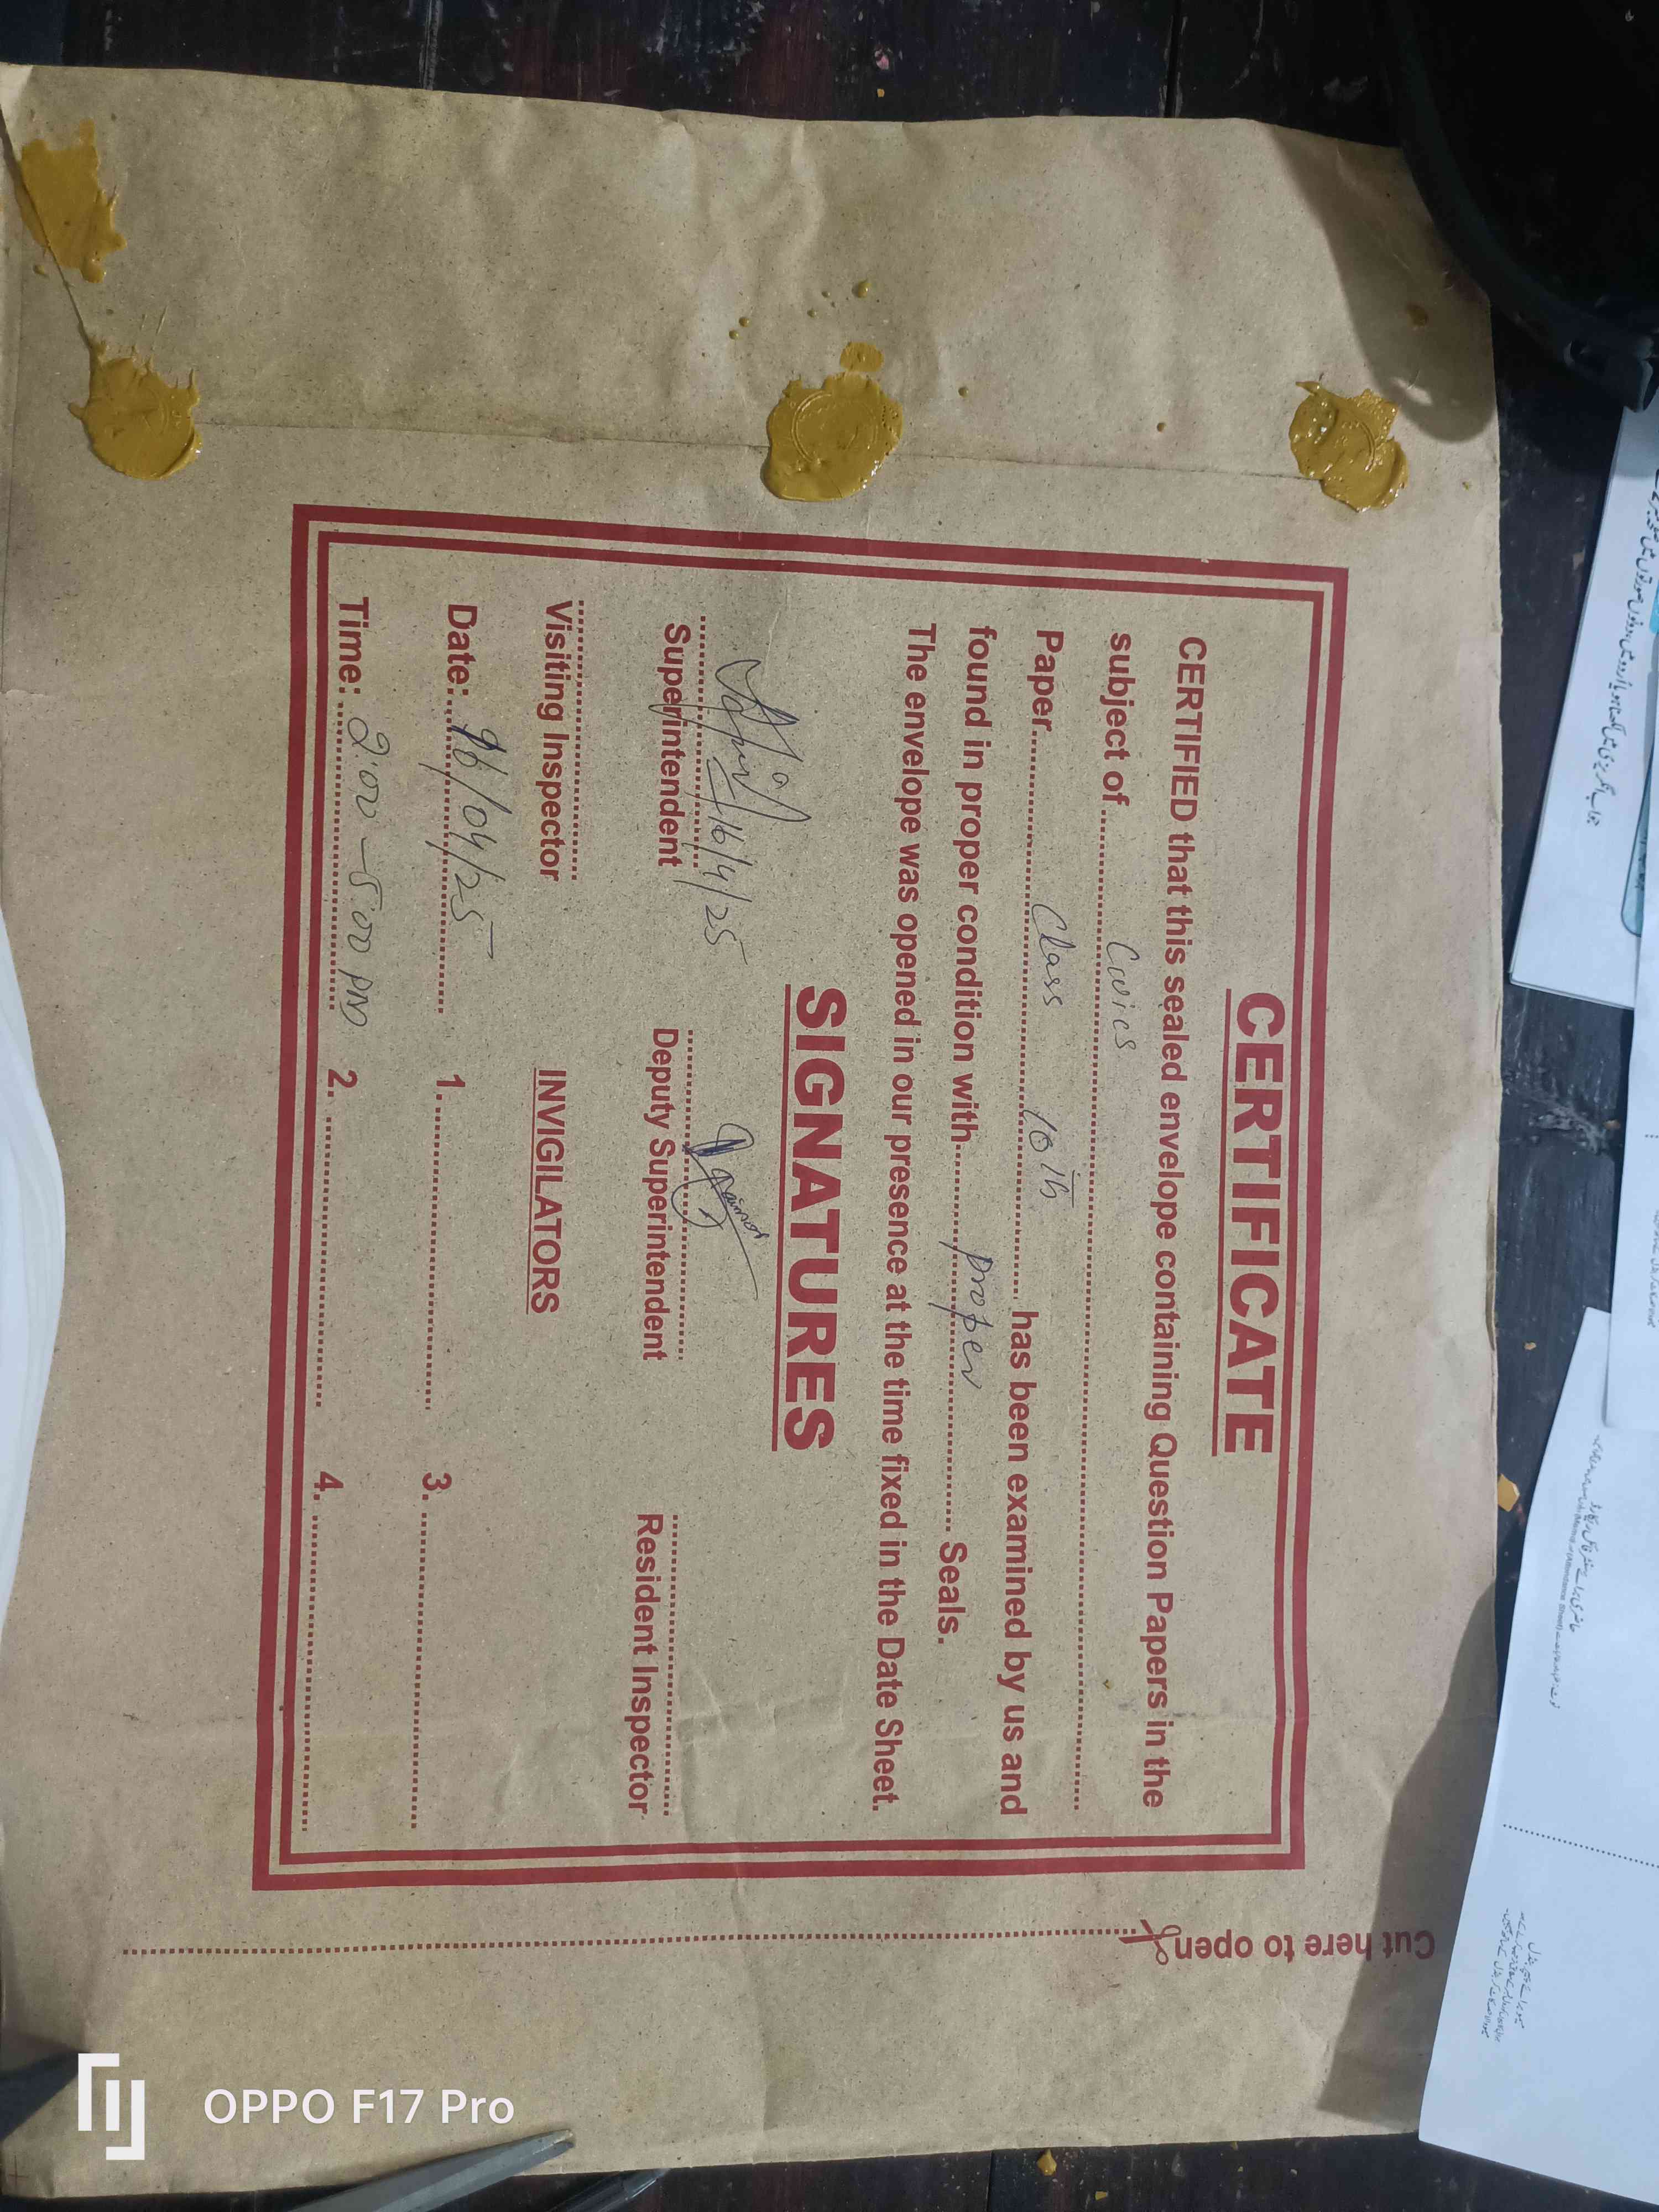 CERTIFICATE
CERTIFIED that this sealed envelope containing Question Papers in the
subject of Civics
Paper Class 10th has been examined by us and
found in proper condition with proper Seals.
The envelope was opened in our presence at the time fixed in the Date Sheet.
SIGNATURES
16/4/25
Superintendent Deputy Superintendent Resident Inspector
Visiting Inspector INVIGILATORS
Date: 16/04/25 1. 3.
Time: 2:00 – 5:00 PM 2. 4.
Cut here to open
OPPO F17 Pro